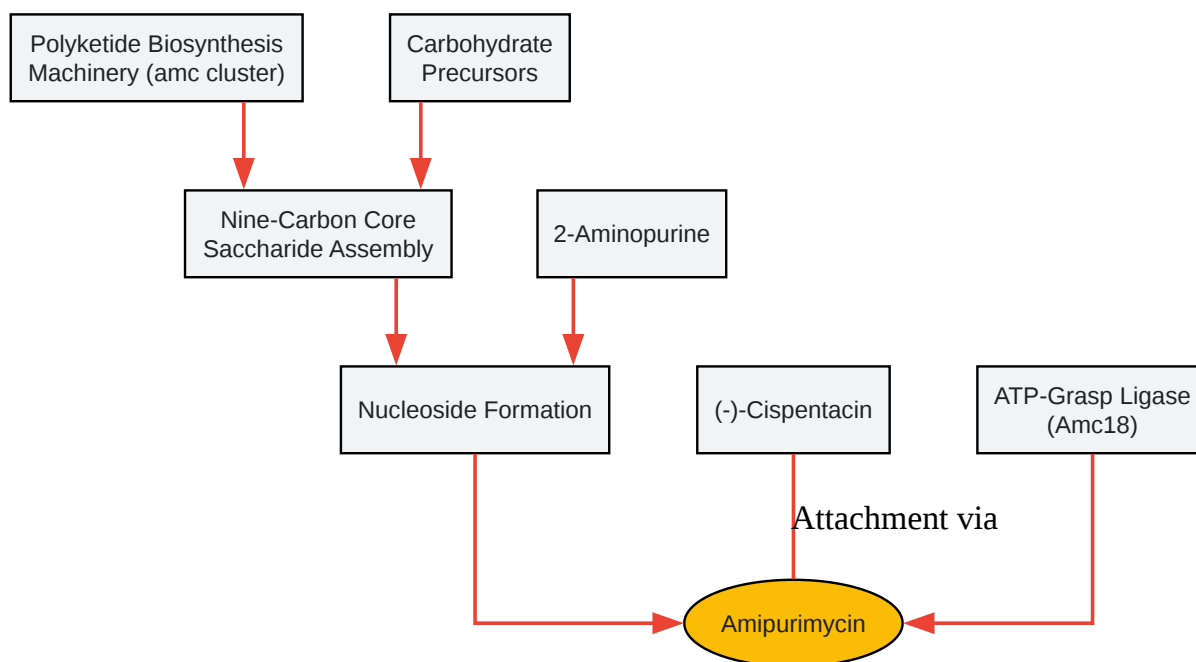 Polyketide Biosynthesis
Machinery (amc cluster)
Carbohydrate
Precursors
Nine-Carbon Core
Saccharide Assembly
2-Aminopurine
Nucleoside Formation
(-)-Cispentacin
ATP-Grasp Ligase
(Amc18)
Attachment via
Amipurimycin